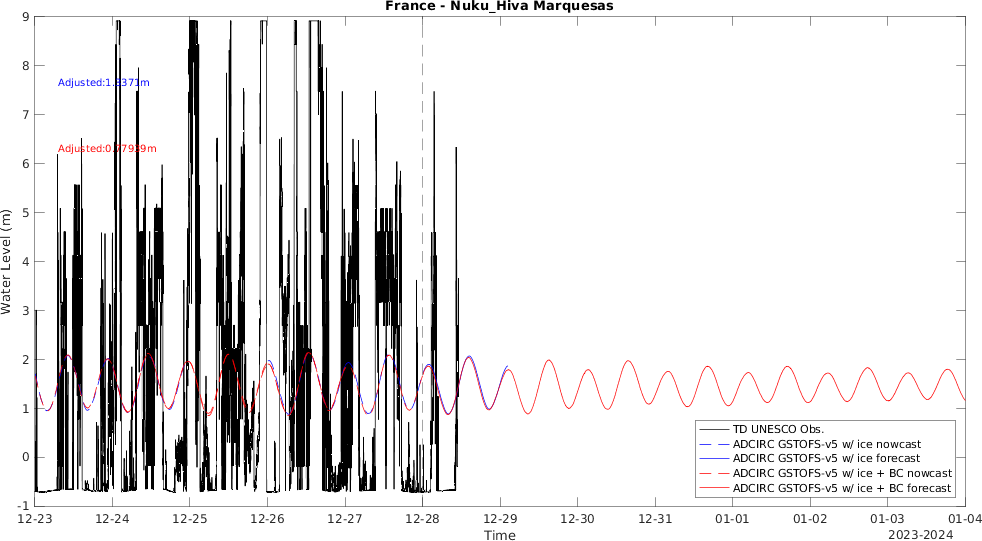 France - Nuku_Hiva Marquesas
9
8
7
6
5
4
3
2
1
0
-1
Water Level (m)
Adjusted:1.3371m
TD UNESCO Obs.
ADCIRC GSTOFS-v5 w/ ice nowcast
ADCIRC GSTOFS-v5 w/ ice forecast
ADCIRC GSTOFS-v5 w/ ice + BC nowcast
ADCIRC GSTOFS-v5 w/ ice + BC forecast
12-23 12-24 12-25 12-26 12-27 12-28 12-29 12-30 12-31 01-01 01-02 01-03 01-04
Time
2023-2024